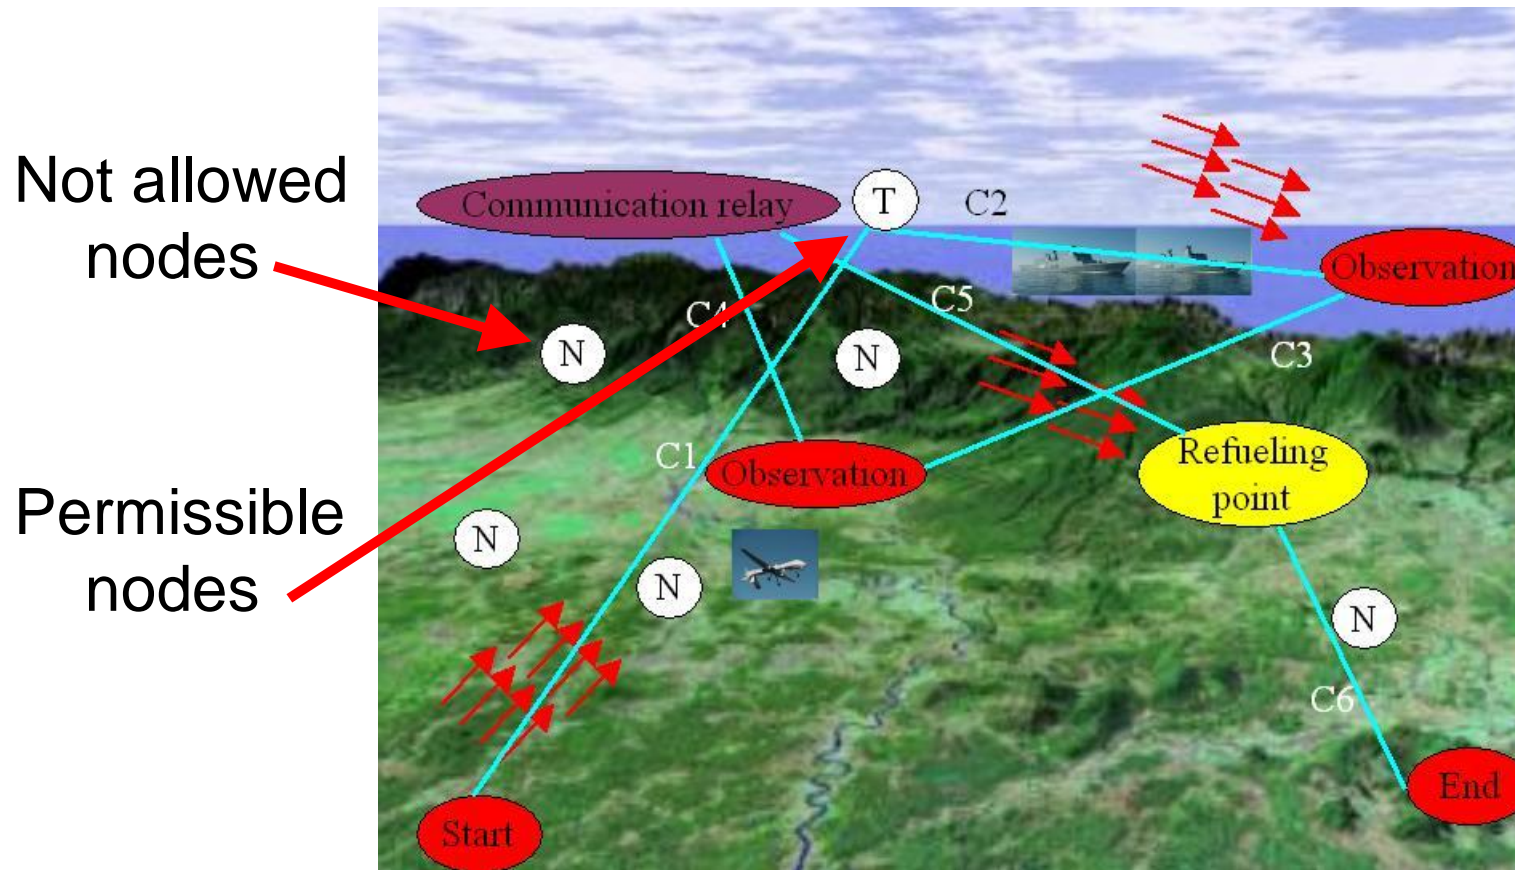 Not allowed
nodes
Permissible
nodes
Communication relay
T
C2
Observation
C4
C5
N
N
C3
C1
Observation
Refueling
point
N
N
N
C6
Start
End